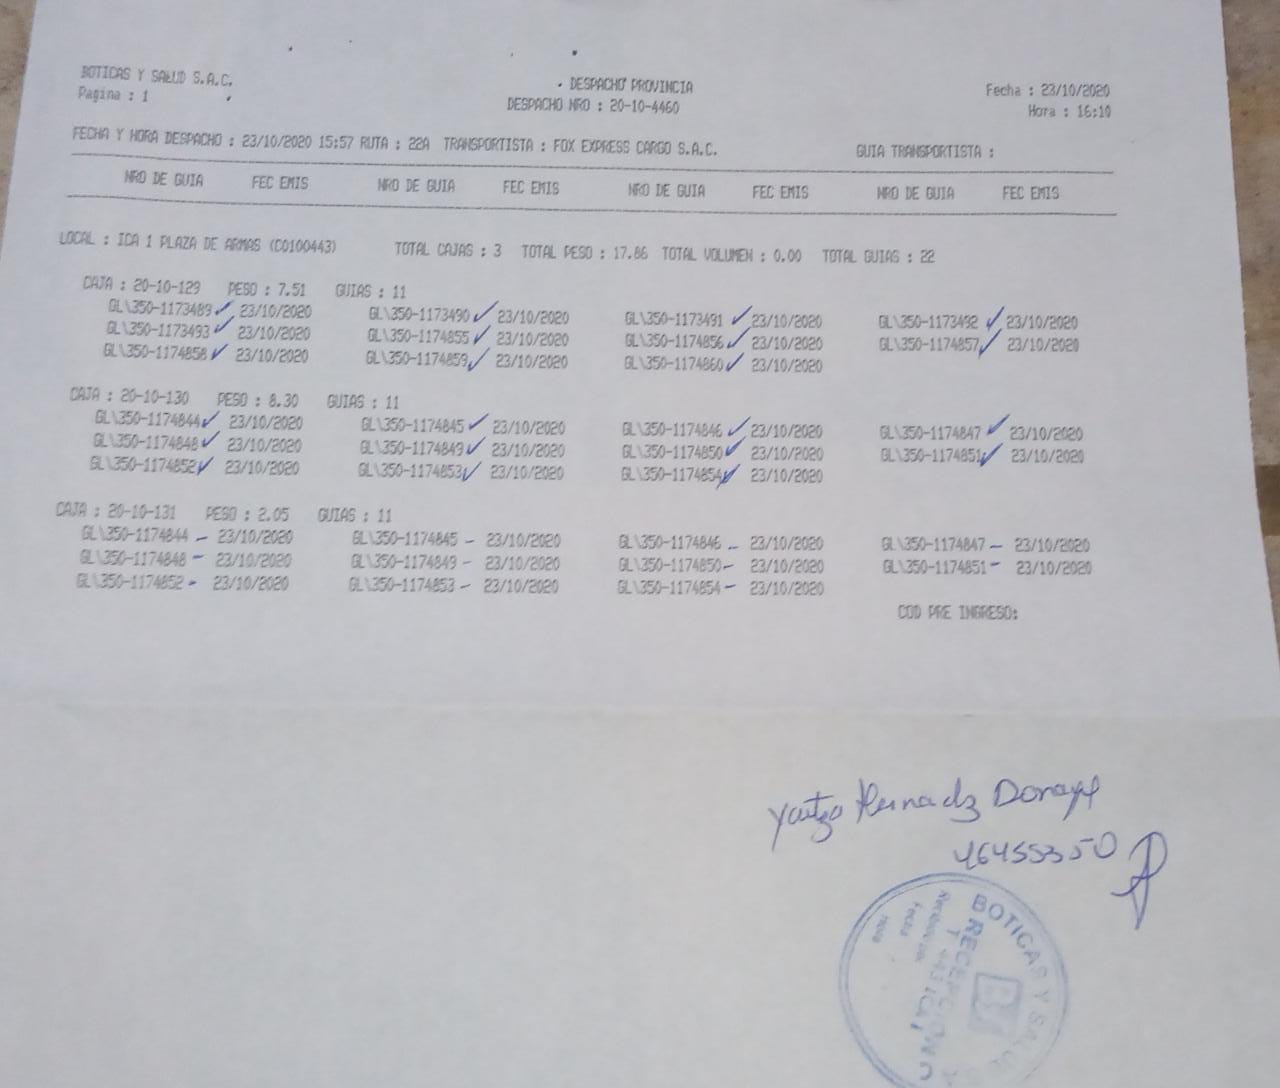 BOTICAS Y SALUD S.A.C.
Pagina : 1
DESPACHO PROVINCIA
DESPACHO NRO : 20-10-4460
Fecha : 23/10/2020
Hora : 16:10
FECHA Y HORA DESPACHO : 23/10/2020 15:57 RUTA : 22A TRANSPORTISTA : FOX EXPRESS CARGO S.A.C. GUIA TRANSPORTISTA :
NRO DE GUIA FEC EMIS NRO DE GUIA FEC EMIS NRO DE GUIA FEC EMIS NRO DE GUIA FEC EMIS
LOCAL : ICA 1 PLAZA DE ARMAS (C0100443) TOTAL CAJAS : 3 TOTAL PESO : 17.86 TOTAL VOLUMEN : 0.00 TOTAL GUIAS : 22
CAJA : 20-10-129 PESO : 7.51 GUIAS : 11
GL\350-1173489 ✓ 23/10/2020 GL\350-1173490 ✓ 23/10/2020 GL\350-1173491 ✓ 23/10/2020 GL\350-1173492 ✓ 23/10/2020
GL\350-1173493 ✓ 23/10/2020 GL\350-1174855 ✓ 23/10/2020 GL\350-1174856 ✓ 23/10/2020 GL\350-1174857 ✓ 23/10/2020
GL\350-1174858 ✓ 23/10/2020 GL\350-1174859 ✓ 23/10/2020 GL\350-1174860 ✓ 23/10/2020
CAJA : 20-10-130 PESO : 8.30 GUIAS : 11
GL\350-1174844 ✓ 23/10/2020 GL\350-1174845 ✓ 23/10/2020 GL\350-1174846 ✓ 23/10/2020 GL\350-1174847 ✓ 23/10/2020
GL\350-1174848 ✓ 23/10/2020 GL\350-1174849 ✓ 23/10/2020 GL\350-1174850 ✓ 23/10/2020 GL\350-1174851 ✓ 23/10/2020
GL\350-1174852 ✓ 23/10/2020 GL\350-1174853 ✓ 23/10/2020 GL\350-1174854 ✓ 23/10/2020
CAJA : 20-10-131 PESO : 2.05 GUIAS : 11
GL\350-1174844 - 23/10/2020 GL\350-1174845 - 23/10/2020 GL\350-1174846 - 23/10/2020 GL\350-1174847 - 23/10/2020
GL\350-1174848 - 23/10/2020 GL\350-1174849 - 23/10/2020 GL\350-1174850 - 23/10/2020 GL\350-1174851 - 23/10/2020
GL\350-1174852 - 23/10/2020 GL\350-1174853 - 23/10/2020 GL\350-1174854 - 23/10/2020
COD PRE INGRESO:
46455350
BOTICAS Y SALUD
RECEPCION
Fecha